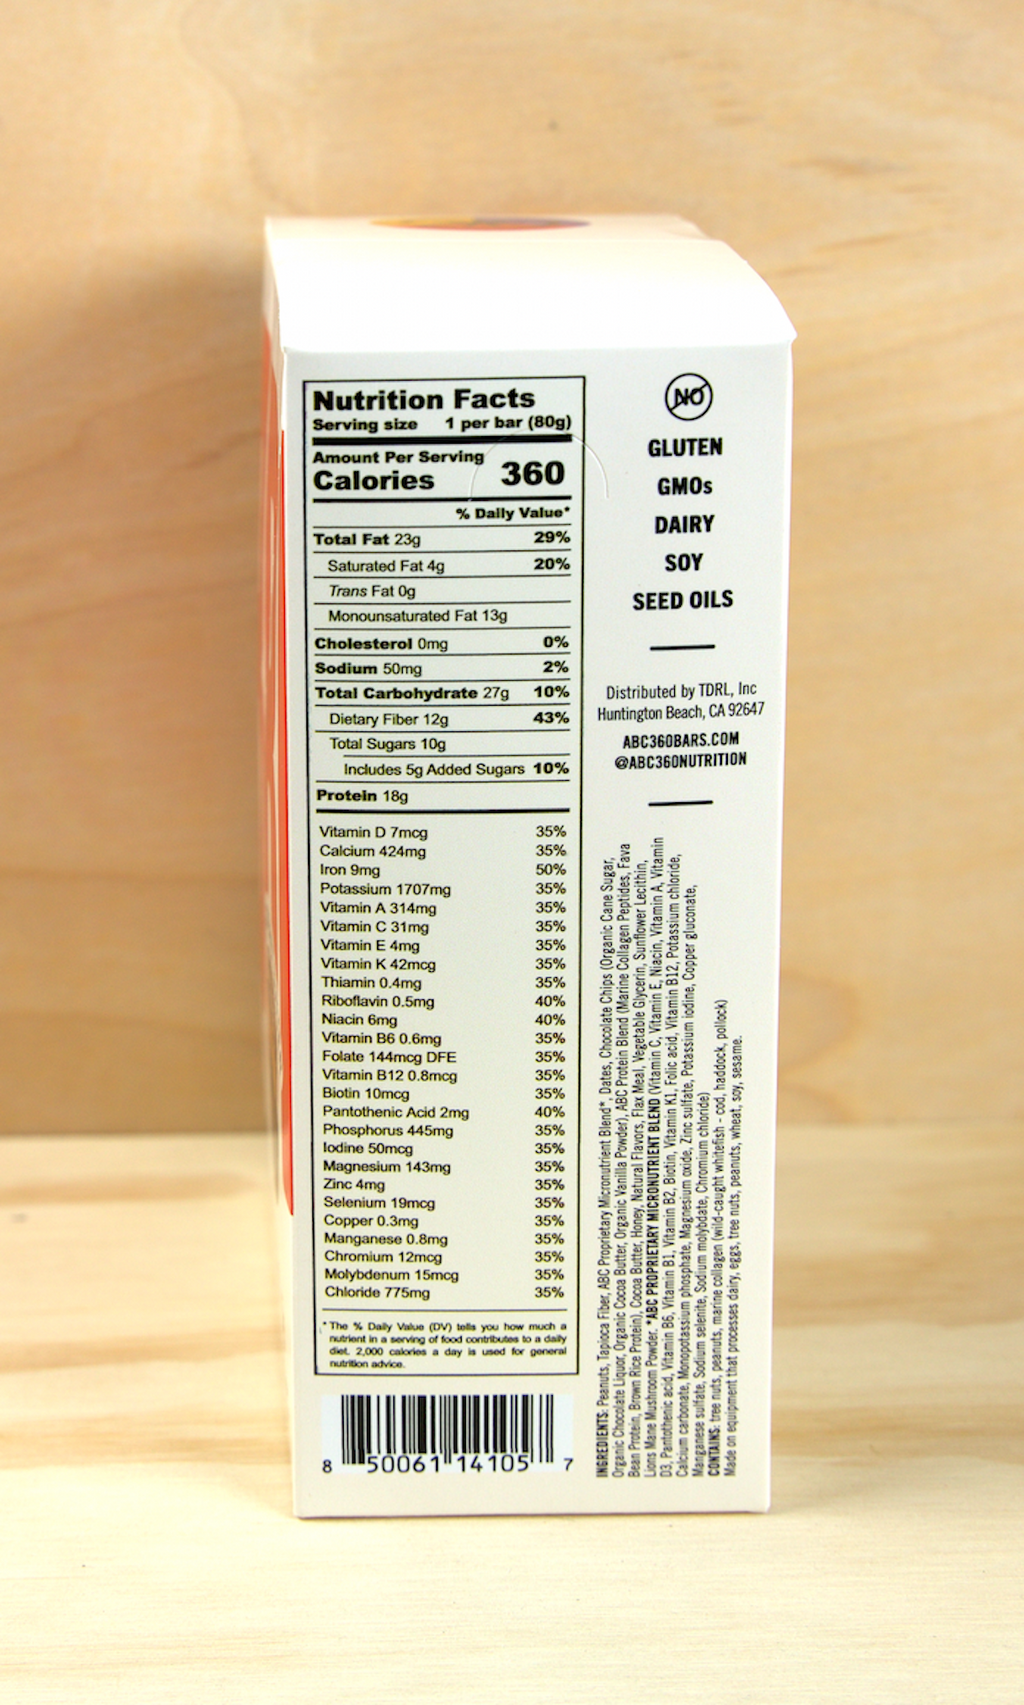 Nutrition Facts
Serving size 1 per bar (80g)
Amount Per Serving
Calories 360
% Daily Value*
Total Fat 23g 29%
Saturated Fat 4g 20%
Trans Fat 0g
Monounsaturated Fat 13g
Cholesterol 0mg 0%
Sodium 50mg 2%
Total Carbohydrate 27g 10%
Dietary Fiber 12g 43%
Total Sugars 10g
Includes 5g Added Sugars 10%
Protein 18g
Vitamin D 7mcg 35%
Calcium 424mg 35%
Iron 9mg 50%
Potassium 1707mg 35%
Vitamin A 314mg 35%
Vitamin C 31mg 35%
Vitamin E 4mg 35%
Vitamin K 42mcg 35%
Thiamin 0.4mg 35%
Riboflavin 0.5mg 40%
Niacin 6mg 40%
Vitamin B6 0.6mg 35%
Folate 144mcg DFE 35%
Vitamin B12 0.8mcg 35%
Biotin 10mcg 35%
Pantothenic Acid 2mg 40%
Phosphorus 445mg 35%
Iodine 50mcg 35%
Magnesium 143mg 35%
Zinc 4mg 35%
Selenium 19mcg 35%
Copper 0.3mg 35%
Manganese 0.8mg 35%
Chromium 12mcg 35%
Molybdenum 15mcg 35%
Chloride 775mg 35%
*The % Daily Value (DV) tells you how much a
nutrient in a serving of food contributes to a daily
diet. 2,000 calories a day is used for general
nutrition advice.
8 50061 14105 7
NO
GLUTEN
GMOs
DAIRY
SOY
SEED OILS
Distributed by TDRL, Inc
Huntington Beach, CA 92647
ABC360BARS.COM
@ABC360NUTRITION
INGREDIENTS: Peanuts, Tapioca Fiber, ABC Proprietary Micronutrient Blend*, Dates, Chocolate Chips (Organic Cane Sugar,
Organic Chocolate Liquor, Organic Cocoa Butter, Organic Vanilla Powder), ABC Protein Blend (Marine Collagen Peptides, Fava
Bean Protein, Brown Rice Protein), Cocoa Butter, Honey, Natural Flavors, Flax Meal, Vegetable Glycerin, Sunflower Lecithin,
Lions Mane Mushroom Powder. *ABC PROPRIETARY MICRONUTRIENT BLEND (Vitamin C, Vitamin E, Niacin, Vitamin A, Vitamin
D3, Pantothenic acid, Vitamin B6, Vitamin B1, Vitamin B2, Biotin, Vitamin K1, Folic acid, Vitamin B12, Potassium chloride,
Calcium carbonate, Monopotassium phosphate, Magnesium oxide, Zinc sulfate, Potassium iodine, Copper gluconate,
Manganese sulfate, Sodium selenite, Sodium molybdate, Chromium chloride)
CONTAINS: tree nuts, peanuts, marine collagen (wild-caught whitefish - cod, haddock, pollock)
Made on equipment that processes dairy, eggs, tree nuts, peanuts, wheat, soy, sesame.